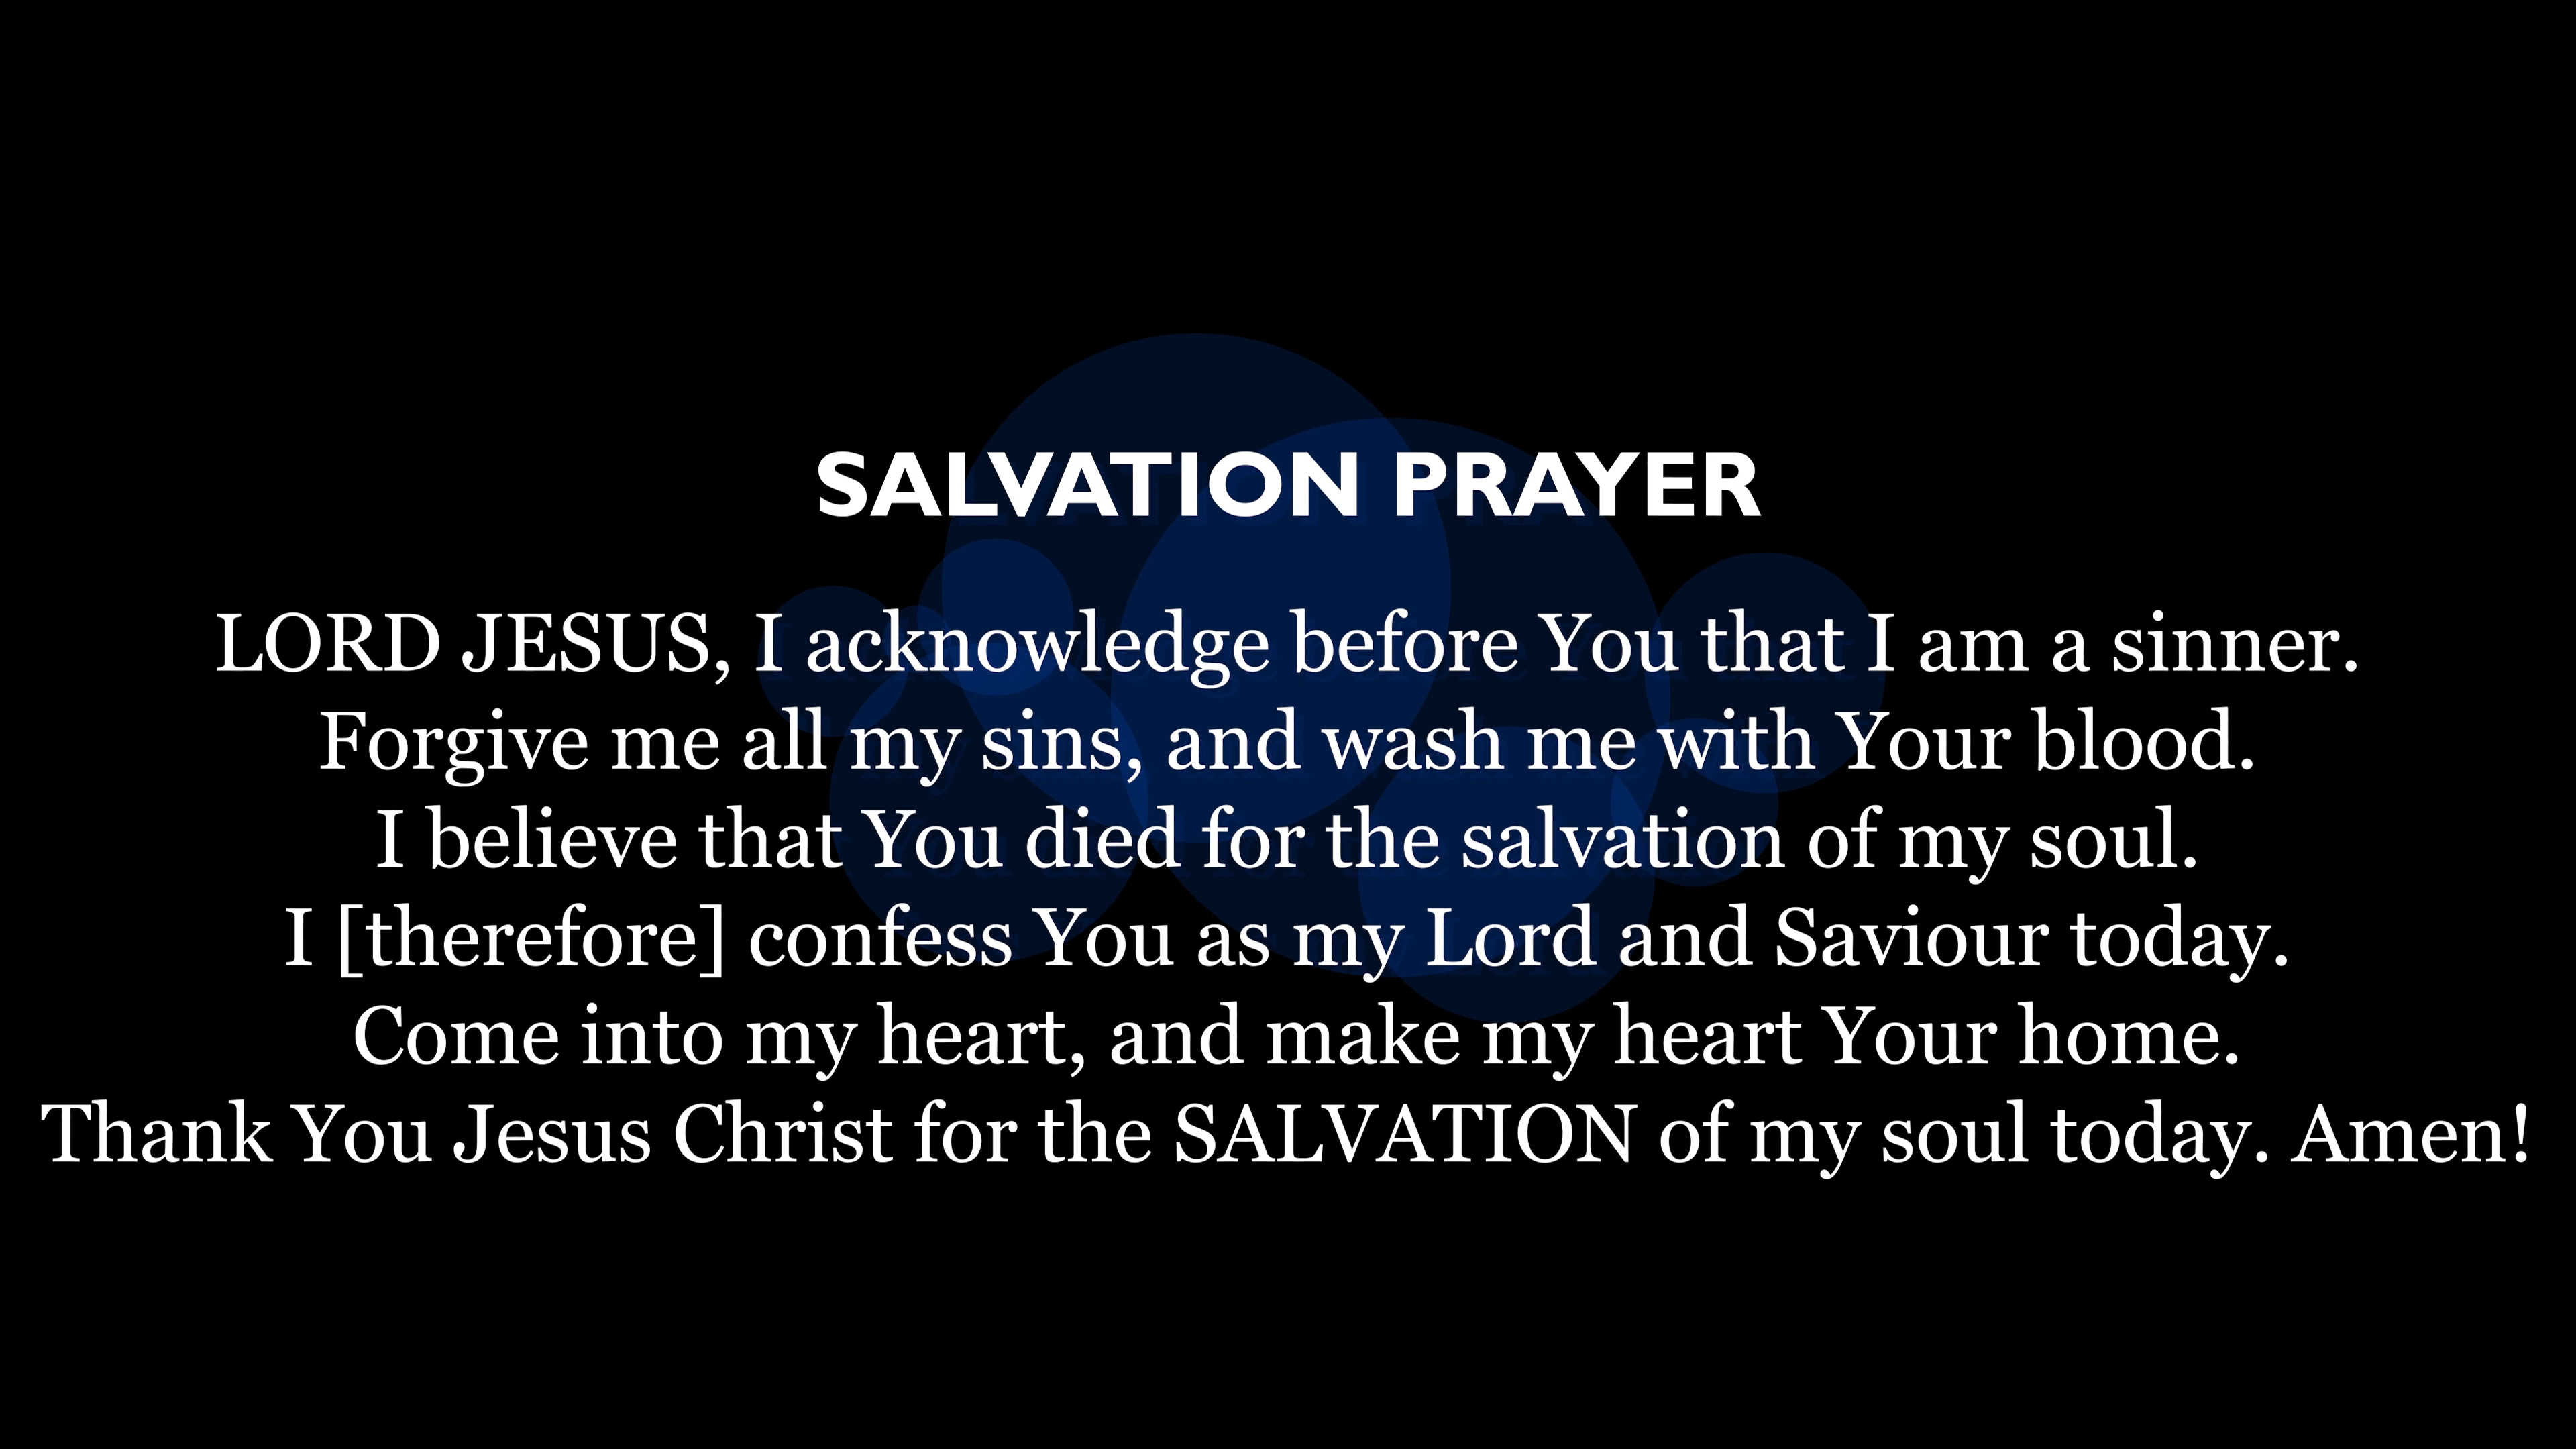 SALVATION PRAYER
LORD JESUS, I acknowledge before You that I am a sinner.
Forgive me all my sins, and wash me with Your blood.
I believe that You died for the salvation of my soul.
I [therefore] confess You as my Lord and Saviour today.
Come into my heart, and make my heart Your home.
Thank You Jesus Christ for the SALVATION of my soul today. Amen!